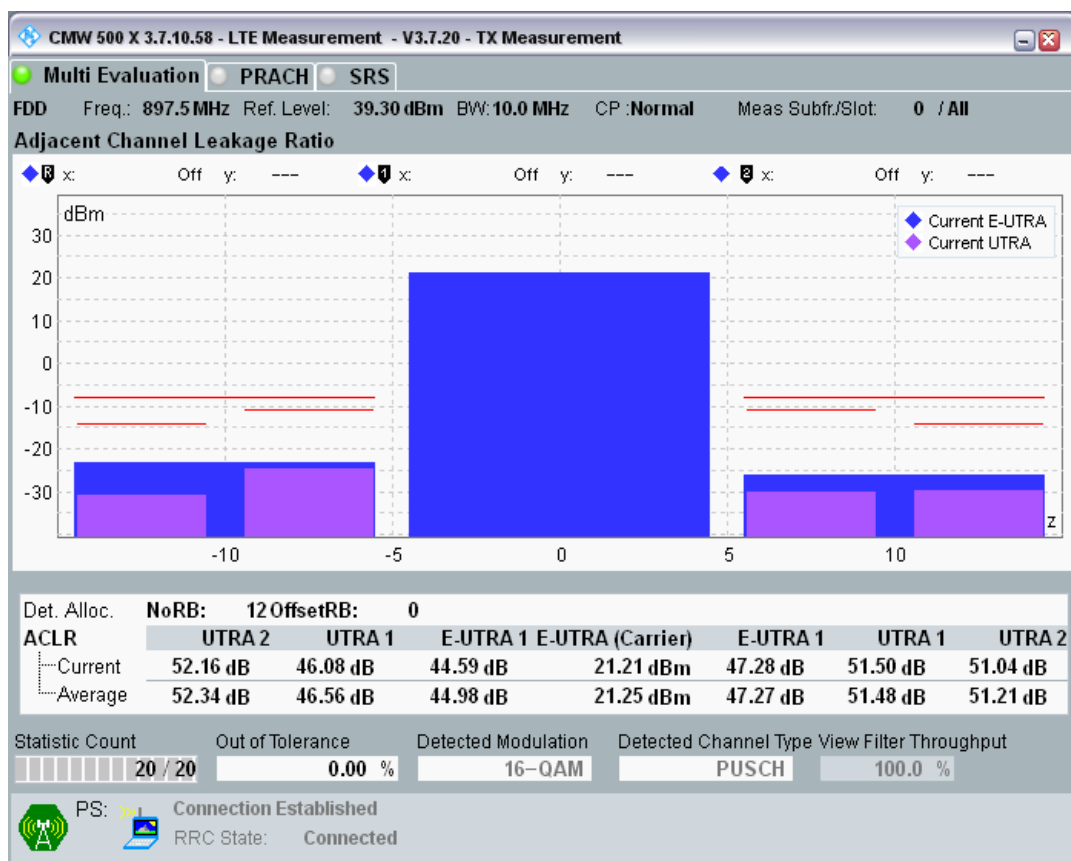 CMW 500 X 3.7.10.58 - LTE Measurement - V3.7.20 - TX Measurement
Multi Evaluation PRACH SRS
FDD Freq.: 897.5 MHz Ref. Level: 39.30 dBm BW: 10.0 MHz CP :Normal Meas Subfr./Slot: 0 / All
Adjacent Channel Leakage Ratio
R x: Off y: --- 1 x: Off y: --- 2 x: Off y: ---
dBm
Current E-UTRA
Current UTRA
30
20
10
0
-10
-20
-30
z
-10 -5 0 5 10
Det. Alloc. NoRB: 12 OffsetRB: 0
ACLR UTRA 2 UTRA 1 E-UTRA 1 E-UTRA (Carrier) E-UTRA 1 UTRA 1 UTRA 2
Current 52.16 dB 46.08 dB 44.59 dB 21.21 dBm 47.28 dB 51.50 dB 51.04 dB
Average 52.34 dB 46.56 dB 44.98 dB 21.25 dBm 47.27 dB 51.48 dB 51.21 dB
Statistic Count Out of Tolerance Detected Modulation Detected Channel Type View Filter Throughput
20 / 20 0.00 % 16-QAM PUSCH 100.0 %
PS: Connection Established
RRC State: Connected